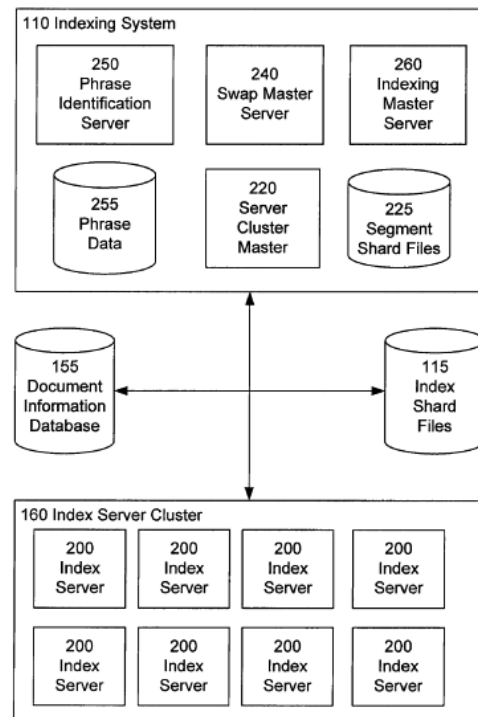 110 Indexing System
250
Phrase
Identification
Server
240
Swap Master
Server
260
Indexing
Master
Server
255
Phrase
Data
220
Server
Cluster
Master
225
Segment
Shard Files
155
Document
Information
Database
115
Index
Shard
Files
160 Index Server Cluster
200
Index
Server
200
Index
Server
200
Index
Server
200
Index
Server
200
Index
Server
200
Index
Server
200
Index
Server
200
Index
Server